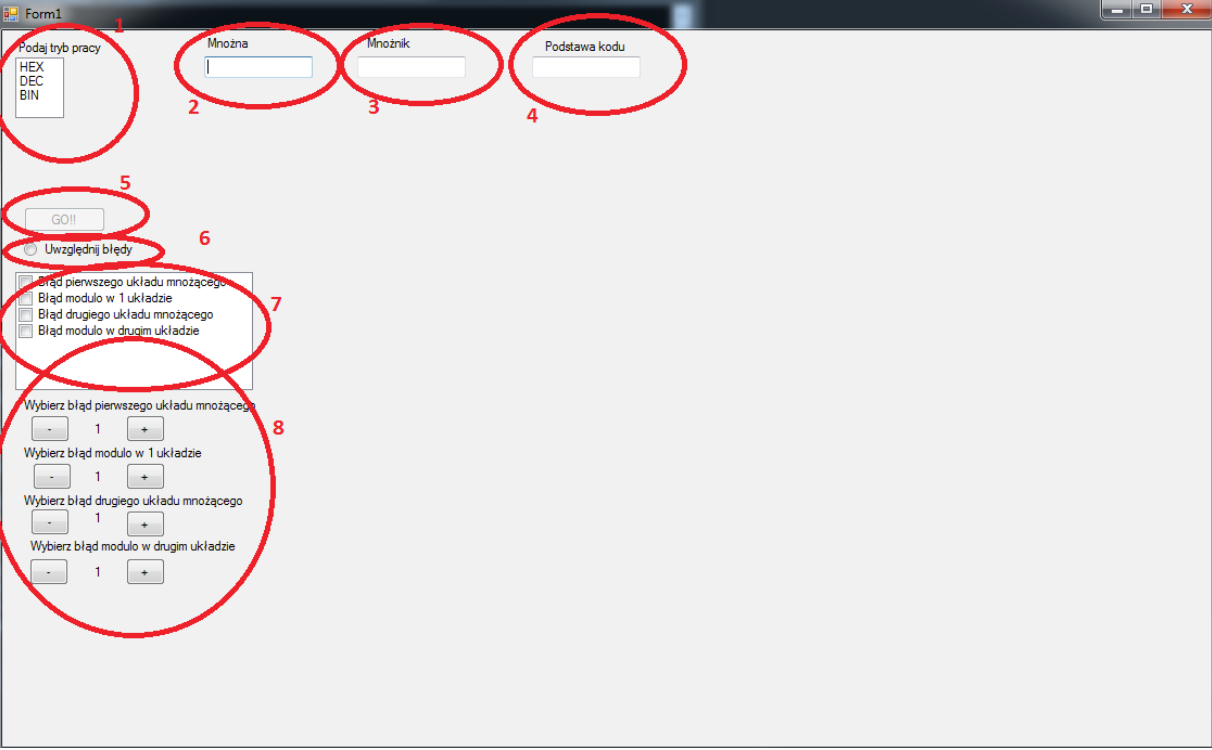 Form1
1
Podaj tryb pracy
HEX
DEC
BIN
Mnożna
2
Mnożnik
3
Podstawa kodu
4
5
GO!!
6
Uwzględnij błędy
7
Błąd pierwszego układu mnożącego
Błąd modulo w 1 układzie
Błąd drugiego układu mnożącego
Błąd modulo w drugim układzie
8
Wybierz błąd pierwszego układu mnożącego
- 1 +
Wybierz błąd modulo w 1 układzie
- 1 +
Wybierz błąd drugiego układu mnożącego
- 1 +
Wybierz błąd modulo w drugim układzie
- 1 +